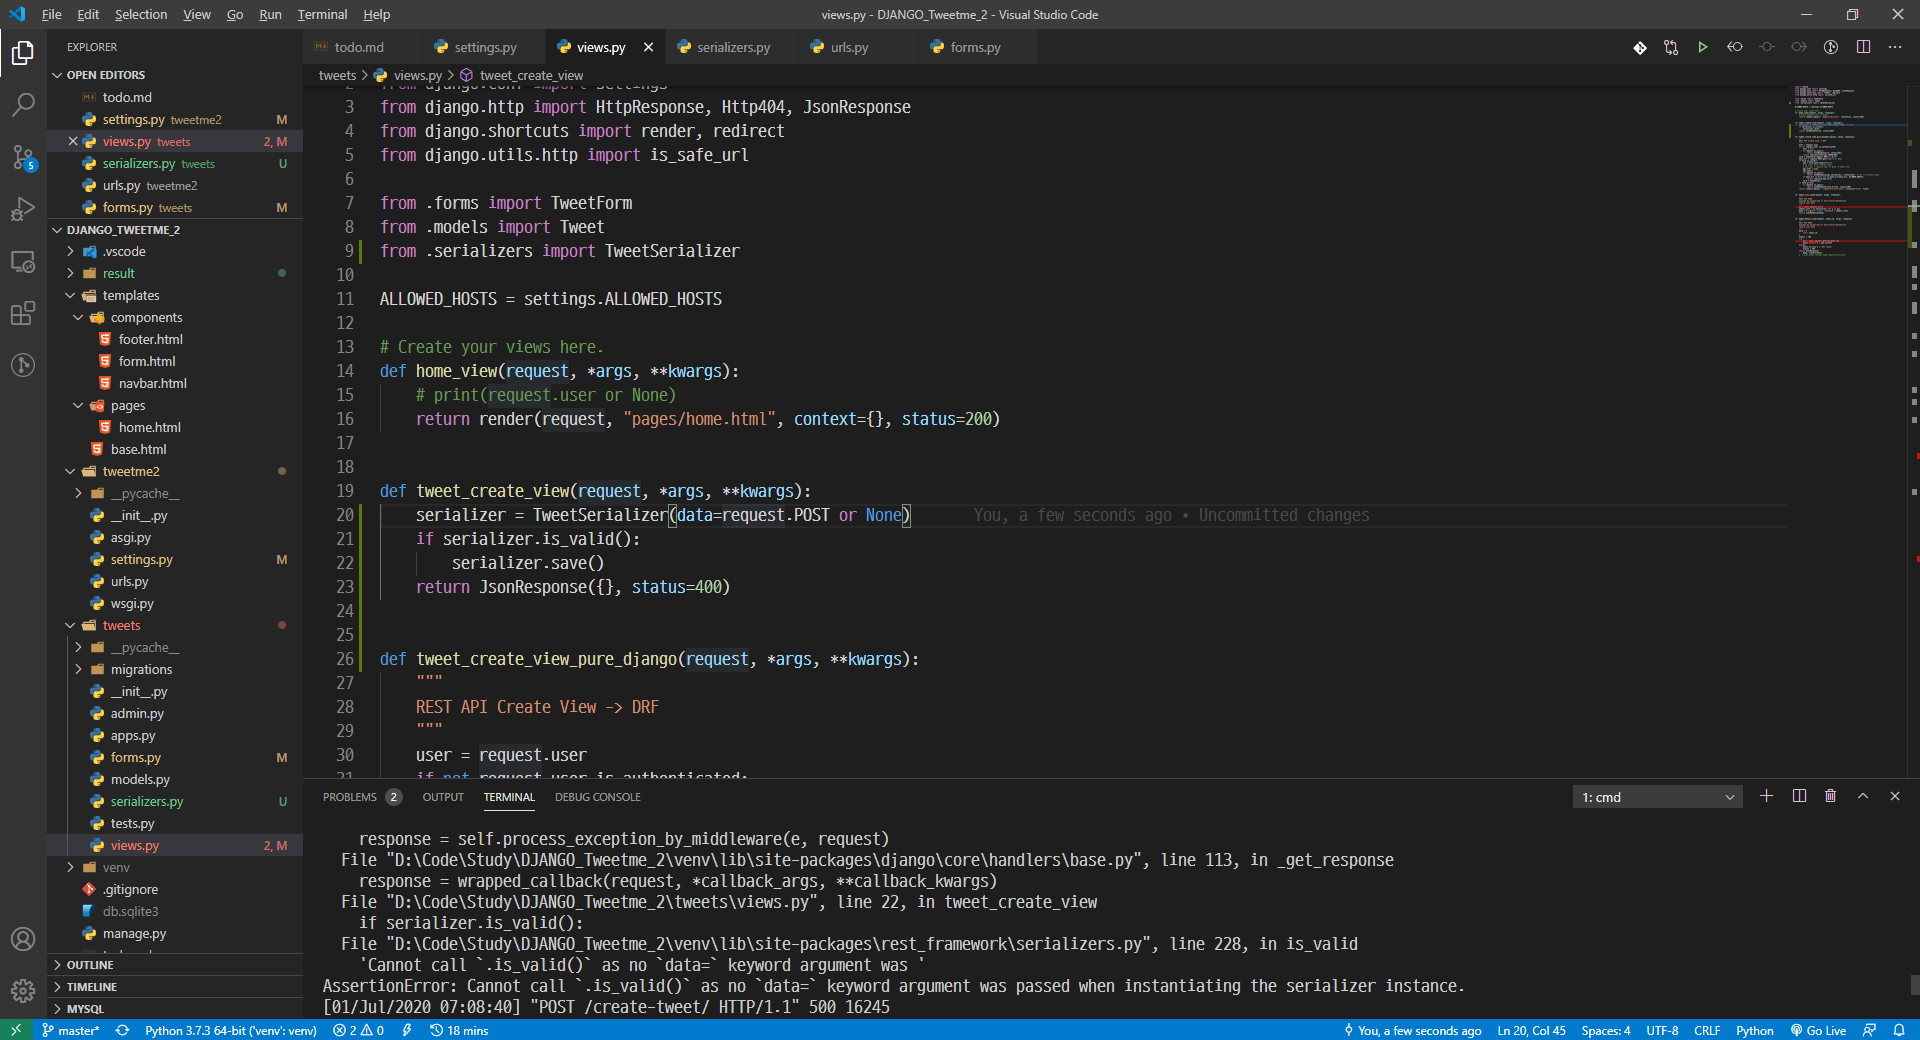 File Edit Selection View Go Run Terminal Help
views.py - DJANGO_Tweetme_2 - Visual Studio Code
EXPLORER
OPEN EDITORS
todo.md
settings.py tweetme2 M
views.py tweets 2, M
serializers.py tweets U
urls.py tweetme2
forms.py tweets M
DJANGO_TWEETME_2
.vscode
result
templates
components
footer.html
form.html
navbar.html
pages
home.html
base.html
tweetme2
__pycache__
__init__.py
asgi.py
settings.py M
urls.py
wsgi.py
tweets
__pycache__
migrations
__init__.py
admin.py
apps.py
forms.py M
models.py
serializers.py U
tests.py
views.py 2, M
venv
.gitignore
db.sqlite3
manage.py
OUTLINE
TIMELINE
MYSQL
5
todo.md settings.py views.py serializers.py urls.py forms.py
tweets > views.py > tweet_create_view
2 from django.conf import settings
3 from django.http import HttpResponse, Http404, JsonResponse
4 from django.shortcuts import render, redirect
5 from django.utils.http import is_safe_url
6
7 from .forms import TweetForm
8 from .models import Tweet
9 from .serializers import TweetSerializer
10
11 ALLOWED_HOSTS = settings.ALLOWED_HOSTS
12
13 # Create your views here.
14 def home_view(request, *args, **kwargs):
15 # print(request.user or None)
16 return render(request, "pages/home.html", context={}, status=200)
17
18
19 def tweet_create_view(request, *args, **kwargs):
20 serializer = TweetSerializer(data=request.POST or None) You, a few seconds ago • Uncommitted changes
21 if serializer.is_valid():
22 serializer.save()
23 return JsonResponse({}, status=400)
24
25
26 def tweet_create_view_pure_django(request, *args, **kwargs):
27 """
28 REST API Create View -> DRF
29 """
30 user = request.user
31 if not request.user.is_authenticated:
PROBLEMS 2 OUTPUT TERMINAL DEBUG CONSOLE
1: cmd
response = self.process_exception_by_middleware(e, request)
File "D:\Code\Study\DJANGO_Tweetme_2\venv\lib\site-packages\django\core\handlers\base.py", line 113, in _get_response
response = wrapped_callback(request, *callback_args, **callback_kwargs)
File "D:\Code\Study\DJANGO_Tweetme_2\tweets\views.py", line 22, in tweet_create_view
if serializer.is_valid():
File "D:\Code\Study\DJANGO_Tweetme_2\venv\lib\site-packages\rest_framework\serializers.py", line 228, in is_valid
'Cannot call `.is_valid()` as no `data=` keyword argument was '
AssertionError: Cannot call `.is_valid()` as no `data=` keyword argument was passed when instantiating the serializer instance.
[01/Jul/2020 07:08:40] "POST /create-tweet/ HTTP/1.1" 500 16245
master* Python 3.7.3 64-bit ('venv': venv) 2 0 18 mins
You, a few seconds ago Ln 20, Col 45 Spaces: 4 UTF-8 CRLF Python Go Live